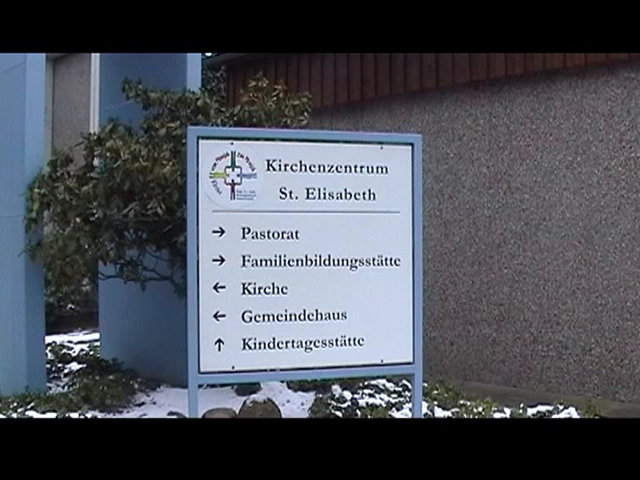 Kirchenzentrum
St. Elisabeth
→ Pastorat
→ Familienbildungsstätte
← Kirche
← Gemeindehaus
↑ Kindertagesstätte